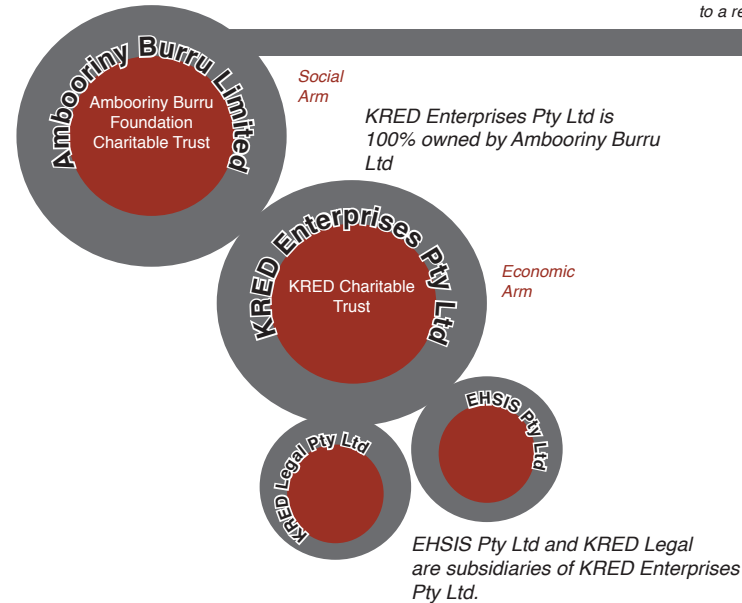 to a re
Ambooriny Burru Limited
Ambooriny Burru
Foundation
Charitable Trust
Social
Arm
KRED Enterprises Pty Ltd is
100% owned by Ambooriny Burru
Ltd
KRED Enterprises Pty Ltd
KRED Charitable
Trust
Economic
Arm
EHSIS Pty Ltd
KRED Legal Pty Ltd
EHSIS Pty Ltd and KRED Legal
are subsidiaries of KRED Enterprises
Pty Ltd.